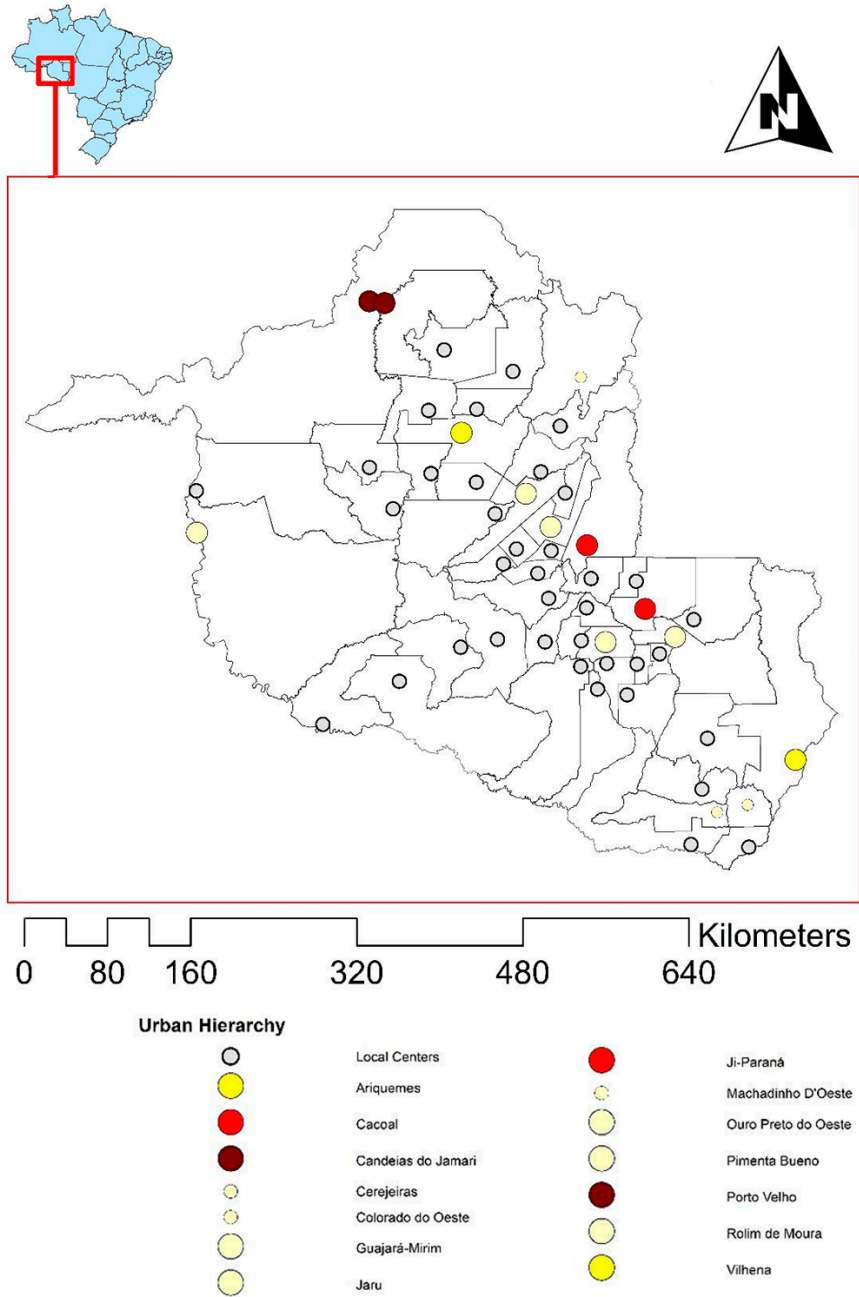 N
Kilometers
0 80 160 320 480 640
Urban Hierarchy
Local Centers
Ariquemes
Cacoal
Candeias do Jamari
Cerejeiras
Colorado do Oeste
Guajará-Mirim
Jaru
Ji-Paraná
Machadinho D'Oeste
Ouro Preto do Oeste
Pimenta Bueno
Porto Velho
Rolim de Moura
Vilhena